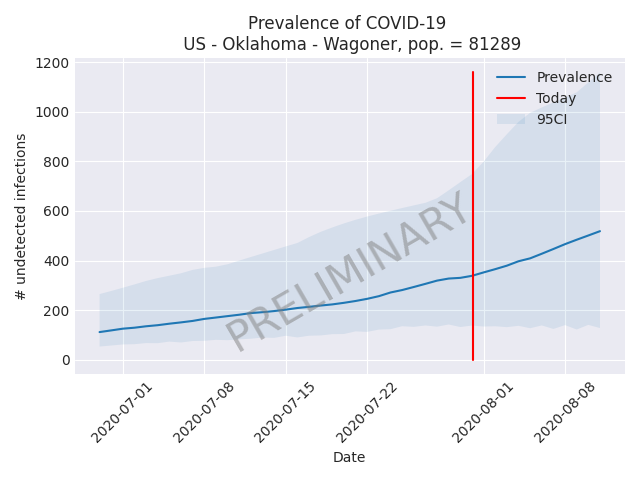 Prevalence of COVID-19
US - Oklahoma - Wagoner, pop. = 81289
1200
1000
800
600
400
200
0
# undetected infections
Prevalence
Today
95CI
PRELIMINARY
2020-07-01
2020-07-08
2020-07-15
2020-07-22
2020-08-01
2020-08-08
Date